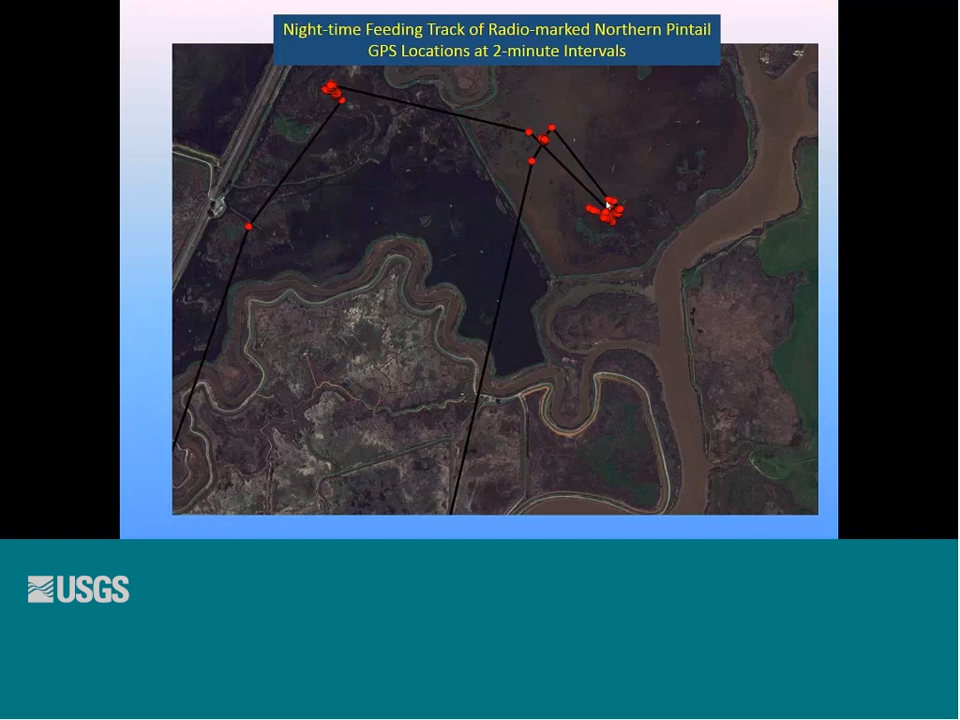 Night-time Feeding Track of Radio-marked Northern Pintail
GPS Locations at 2-minute Intervals
USGS